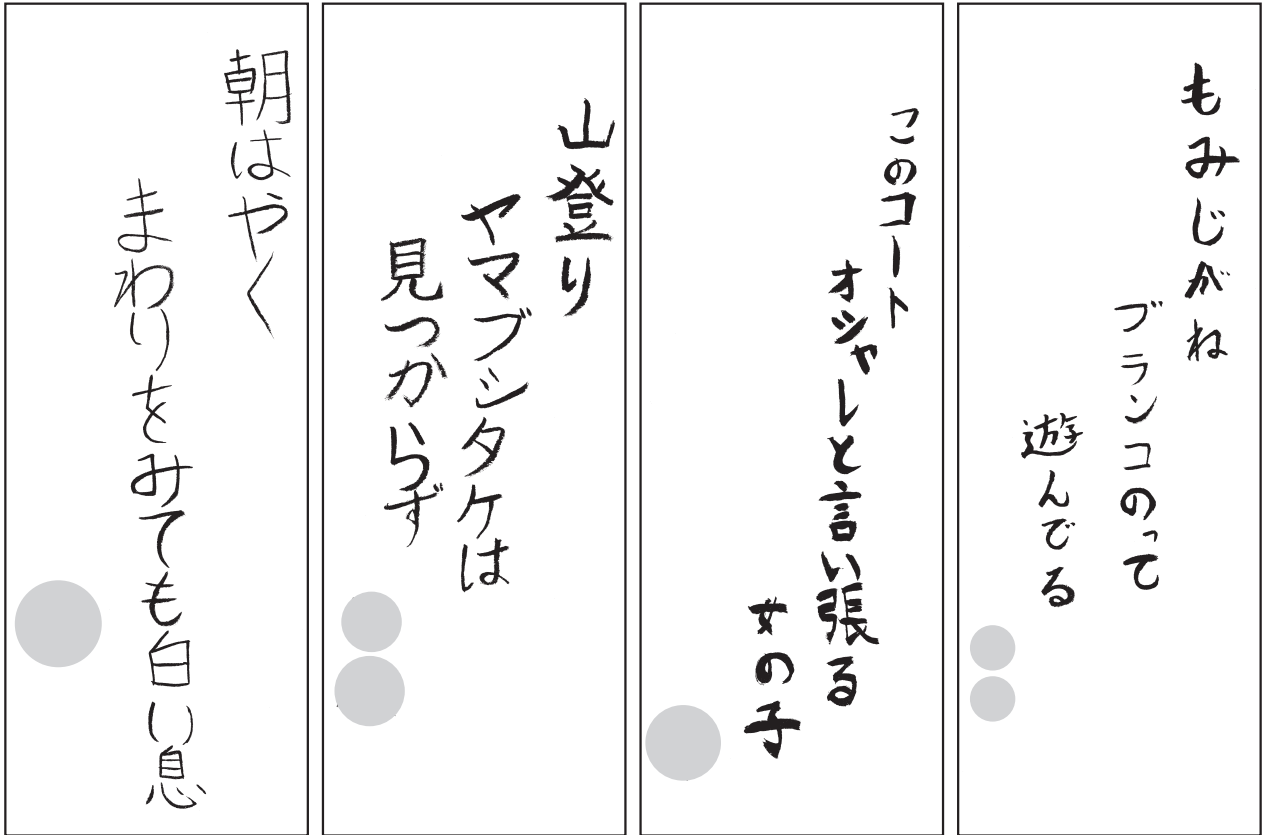 もみじがね
ブランコのって
遊んでる
このコート
オシャレと言い張る
女の子
山登り
ヤマブシタケは
見つからず
朝はやく
まわりをみても白い息